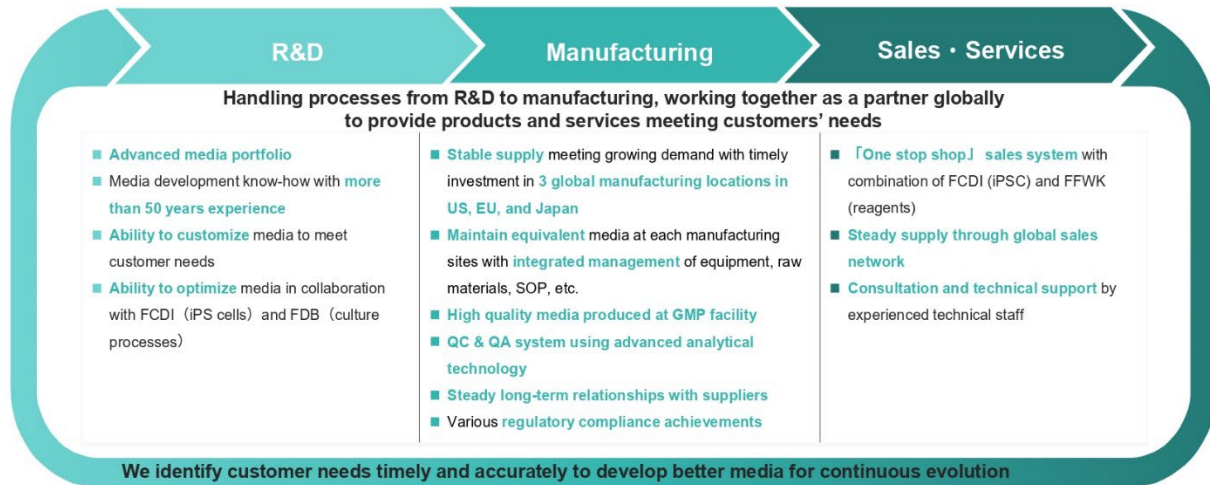 R&D
Manufacturing
Sales・Services
Handling processes from R&D to manufacturing, working together as a partner globally
to provide products and services meeting customers' needs
■ Advanced media portfolio
■ Media development know-how with more
than 50 years experience
■ Ability to customize media to meet
customer needs
■ Ability to optimize media in collaboration
with FCDI（iPS cells）and FDB（culture
processes）
■ Stable supply meeting growing demand with timely
investment in 3 global manufacturing locations in
US, EU, and Japan
■ Maintain equivalent media at each manufacturing
sites with integrated management of equipment, raw
materials, SOP, etc.
■ High quality media produced at GMP facility
■ QC & QA system using advanced analytical
technology
■ Steady long-term relationships with suppliers
■ Various regulatory compliance achievements
■ 「One stop shop」 sales system with
combination of FCDI (iPSC) and FFWK
(reagents)
■ Steady supply through global sales
network
■ Consultation and technical support by
experienced technical staff
We identify customer needs timely and accurately to develop better media for continuous evolution